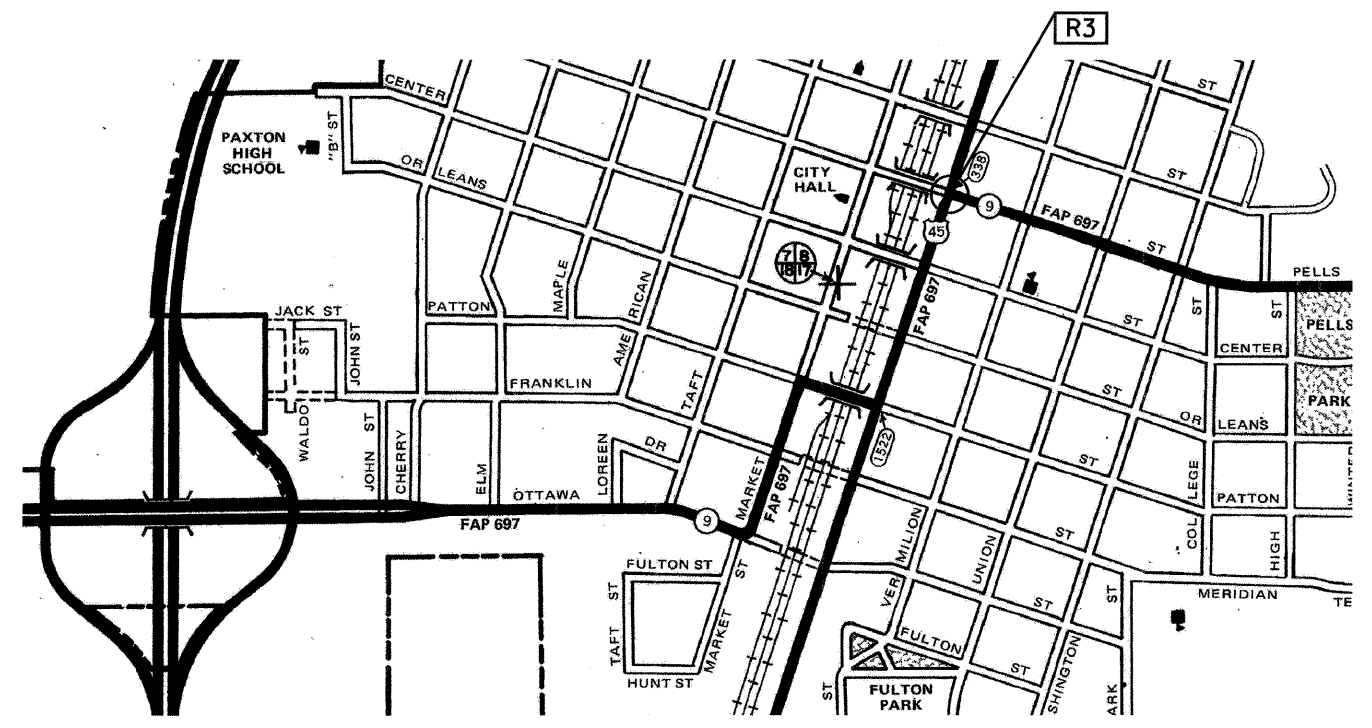 R3
CENTER
ST
PAXTON
HIGH
SCHOOL
"B" ST
OR LEANS
ST
CITY
HALL
338
9
FAP 697
ST
45
7 8
18 17
PELLS
MAPLE
AMERICAN
PATTON
JACK ST
ST
JOHN ST
FAP 697
ST
ST
ST
PELLS
CENTER
FRANKLIN
TAFT
ST
PARK
OR LEANS
WALDO
ST
JOHN
CHERRY
ELM
LOREEN
DR
1522
ST
OTTAWA
MARKET
FAP 697
LEGE
COL
PATTON
FAP 697
9
VER MILION
UNION
ST
HIGH
FULTON ST
ST
MERIDIAN
TE
ST
TAFT
ST
MARKET
FULTON
ST
ST
HUNT ST
ST
FULTON
PARK
SHINGTON
ARK